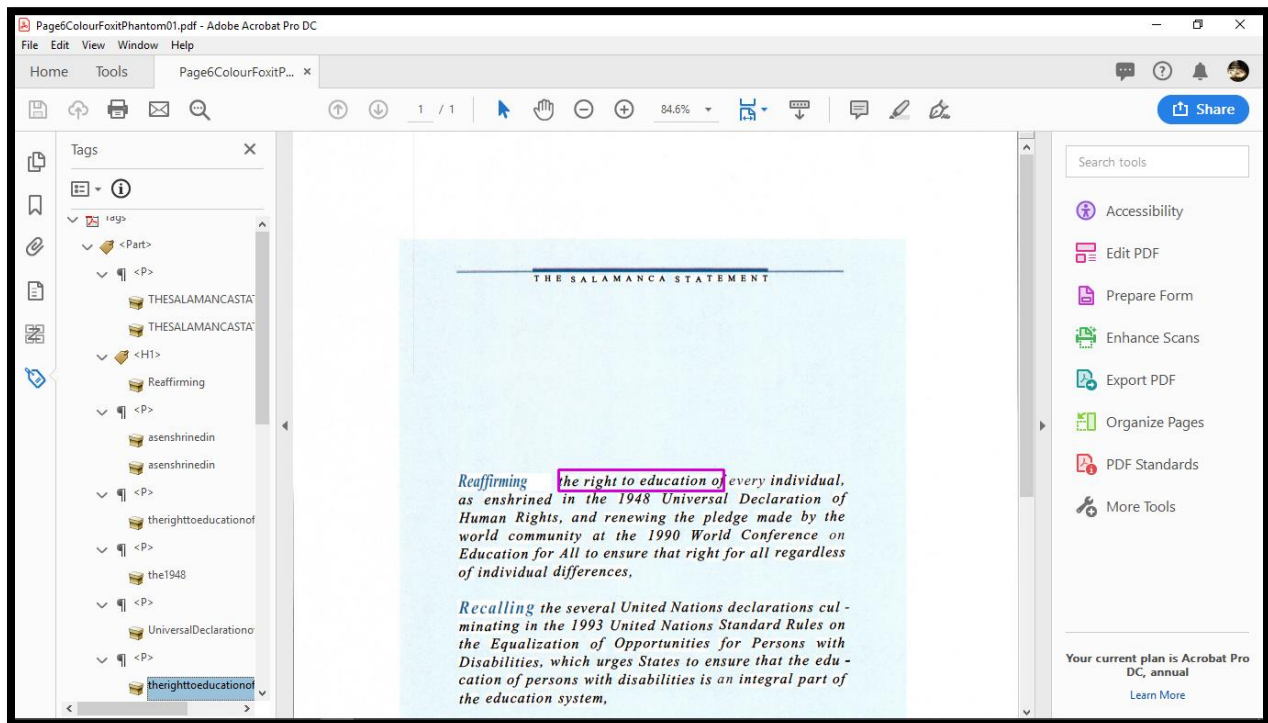 Page6ColourFoxitPhantom01.pdf - Adobe Acrobat Pro DC
File Edit View Window Help
Home Tools Page6ColourFoxitP... ×
1 / 1 84.6% Share
Tags
Tags
<Part>
<P>
THESALAMANCASTAT
THESALAMANCASTAT
<H1>
Reaffirming
<P>
asenshrinedin
asenshrinedin
<P>
therighttoeducationof
<P>
the1948
<P>
UniversalDeclarationo
<P>
therighttoeducationof
THE SALAMANCA STATEMENT
Reaffirming the right to education of every individual,
as enshrined in the 1948 Universal Declaration of
Human Rights, and renewing the pledge made by the
world community at the 1990 World Conference on
Education for All to ensure that right for all regardless
of individual differences,
Recalling the several United Nations declarations cul -
minating in the 1993 United Nations Standard Rules on
the Equalization of Opportunities for Persons with
Disabilities, which urges States to ensure that the edu -
cation of persons with disabilities is an integral part of
the education system,
Search tools
Accessibility
Edit PDF
Prepare Form
Enhance Scans
Export PDF
Organize Pages
PDF Standards
More Tools
Your current plan is Acrobat Pro
DC, annual
Learn More